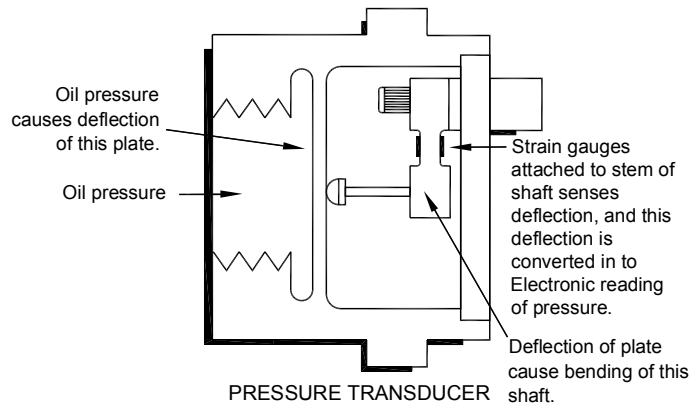 Oil pressure
causes deflection
of this plate.
Oil pressure
Strain gauges
attached to stem of
shaft senses
deflection, and this
deflection is
converted in to
Electronic reading
of pressure.
Deflection of plate
cause bending of this
shaft.
PRESSURE TRANSDUCER